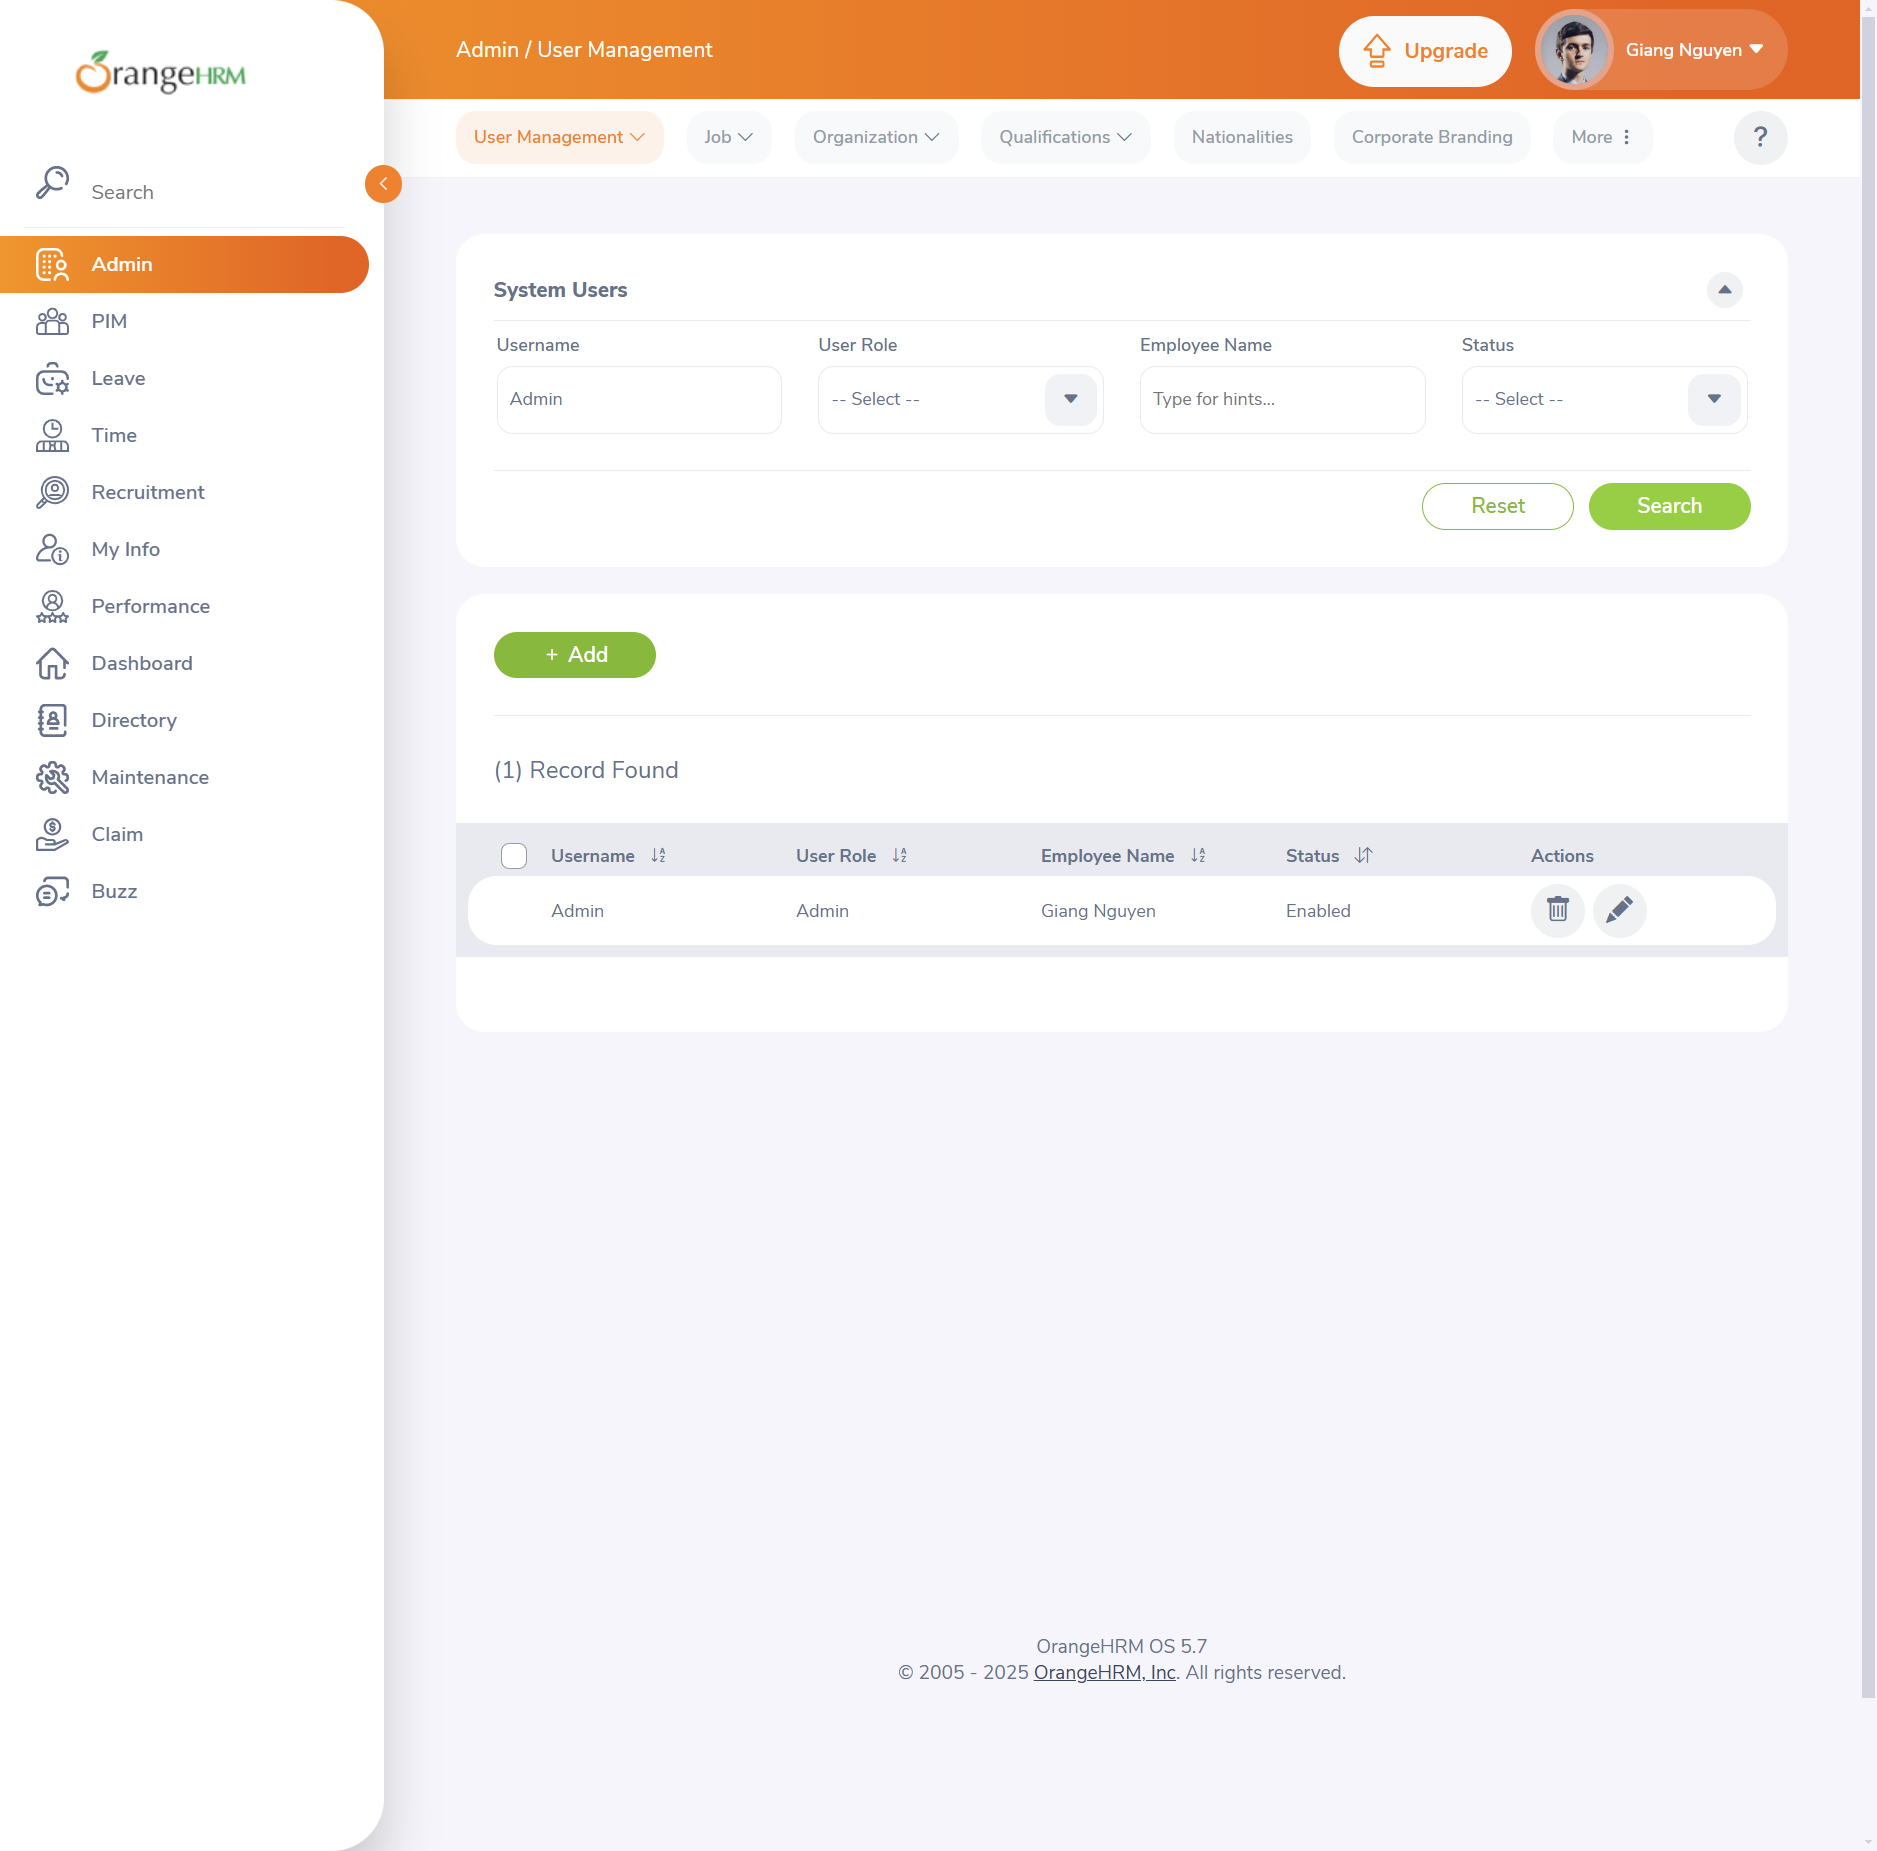 OrangeHRM
Search
Admin
PIM
Leave
Time
Recruitment
My Info
Performance
Dashboard
Directory
Maintenance
Claim
Buzz
Admin / User Management
Upgrade
Giang Nguyen
User Management
Job
Organization
Qualifications
Nationalities
Corporate Branding
More
?
System Users
Username
User Role
Employee Name
Status
Admin
-- Select --
Type for hints...
-- Select --
Reset
Search
+ Add
(1) Record Found
Username
User Role
Employee Name
Status
Actions
Admin
Admin
Giang Nguyen
Enabled
OrangeHRM OS 5.7
© 2005 - 2025 OrangeHRM, Inc. All rights reserved.